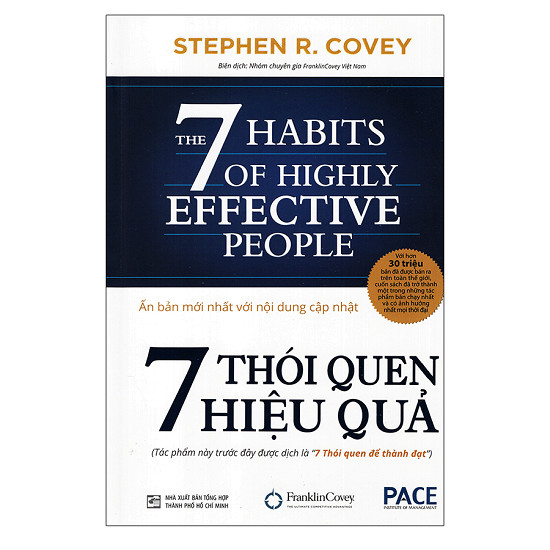 STEPHEN R. COVEY
Biên dịch: Nhóm chuyên gia FranklinCovey Việt Nam
THE 7 HABITS
OF HIGHLY
EFFECTIVE
PEOPLE
Với hơn
30 triệu
bản đã được bán ra
trên toàn thế giới,
cuốn sách đã trở thành
một trong những tác
phẩm bán chạy nhất
và có ảnh hưởng
nhất mọi thời đại
Ấn bản mới nhất với nội dung cập nhật
7 THÓI QUEN
HIỆU QUẢ
(Tác phẩm này trước đây được dịch là “7 Thói quen để thành đạt”)
NHÀ XUẤT BẢN TỔNG HỢP
THÀNH PHỐ HỒ CHÍ MINH
FranklinCovey
THE ULTIMATE COMPETITIVE ADVANTAGE
PACE
INSTITUTE OF MANAGEMENT